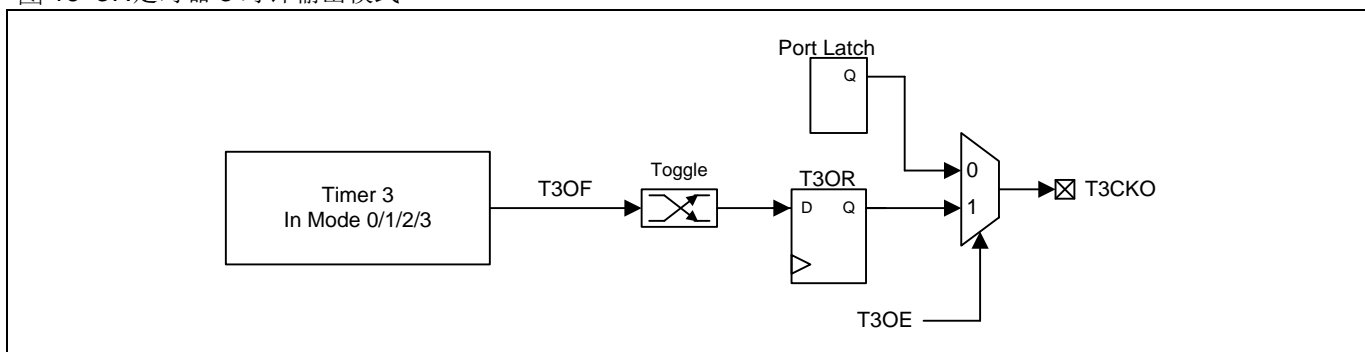 Port Latch
Q
Timer 3
In Mode 0/1/2/3
T3OF
Toggle
T3OR
D
Q
0
1
T3CKO
T3OE